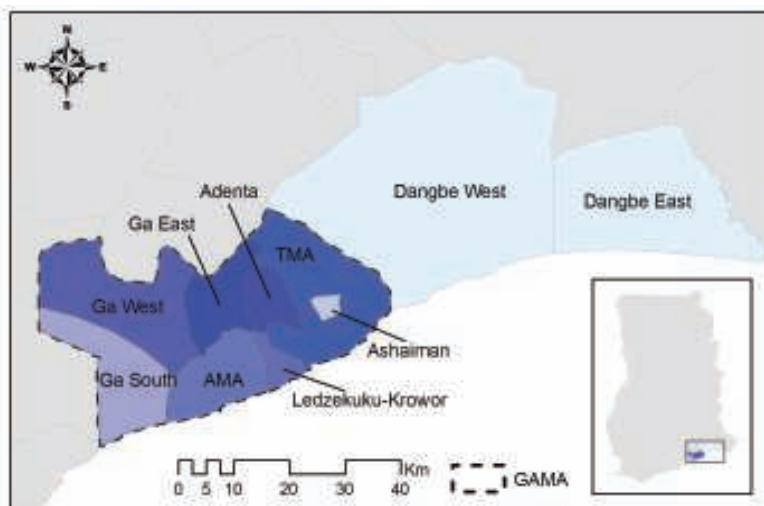 N
W E
S
Dangbe West
Dangbe East
Adenta
Ga East
TMA
Ga West
Ashaiman
Ga South
AMA
Ledzekuku-Krowor
Km
0 5 10 20 30 40
GAMA